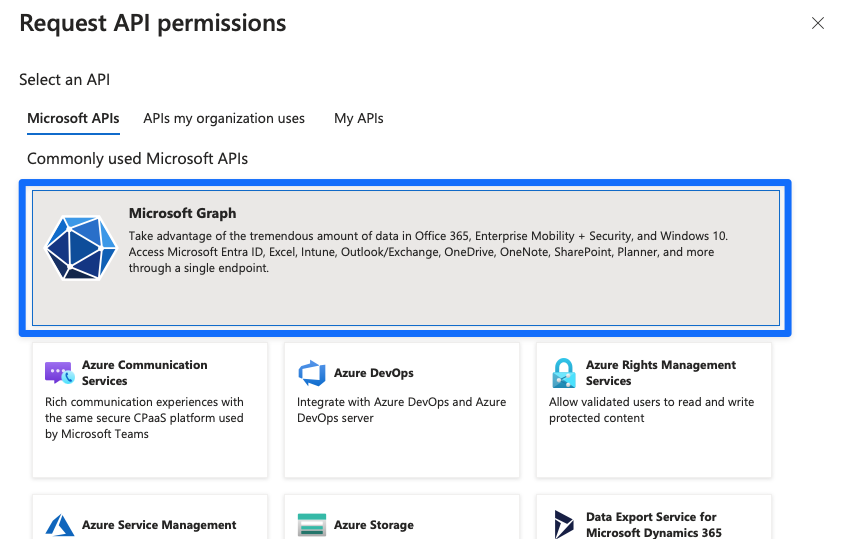 Request API permissions
Select an API
Microsoft APIs
APIs my organization uses
My APIs
Commonly used Microsoft APIs
Microsoft Graph
Take advantage of the tremendous amount of data in Office 365, Enterprise Mobility + Security, and Windows 10.
Access Microsoft Entra ID, Excel, Intune, Outlook/Exchange, OneDrive, OneNote, SharePoint, Planner, and more
through a single endpoint.
Azure Communication
Services
Rich communication experiences with
the same secure CPaaS platform used
by Microsoft Teams
Azure DevOps
Integrate with Azure DevOps and Azure
DevOps server
Azure Rights Management
Services
Allow validated users to read and write
protected content
Azure Service Management
Azure Storage
Data Export Service for
Microsoft Dynamics 365